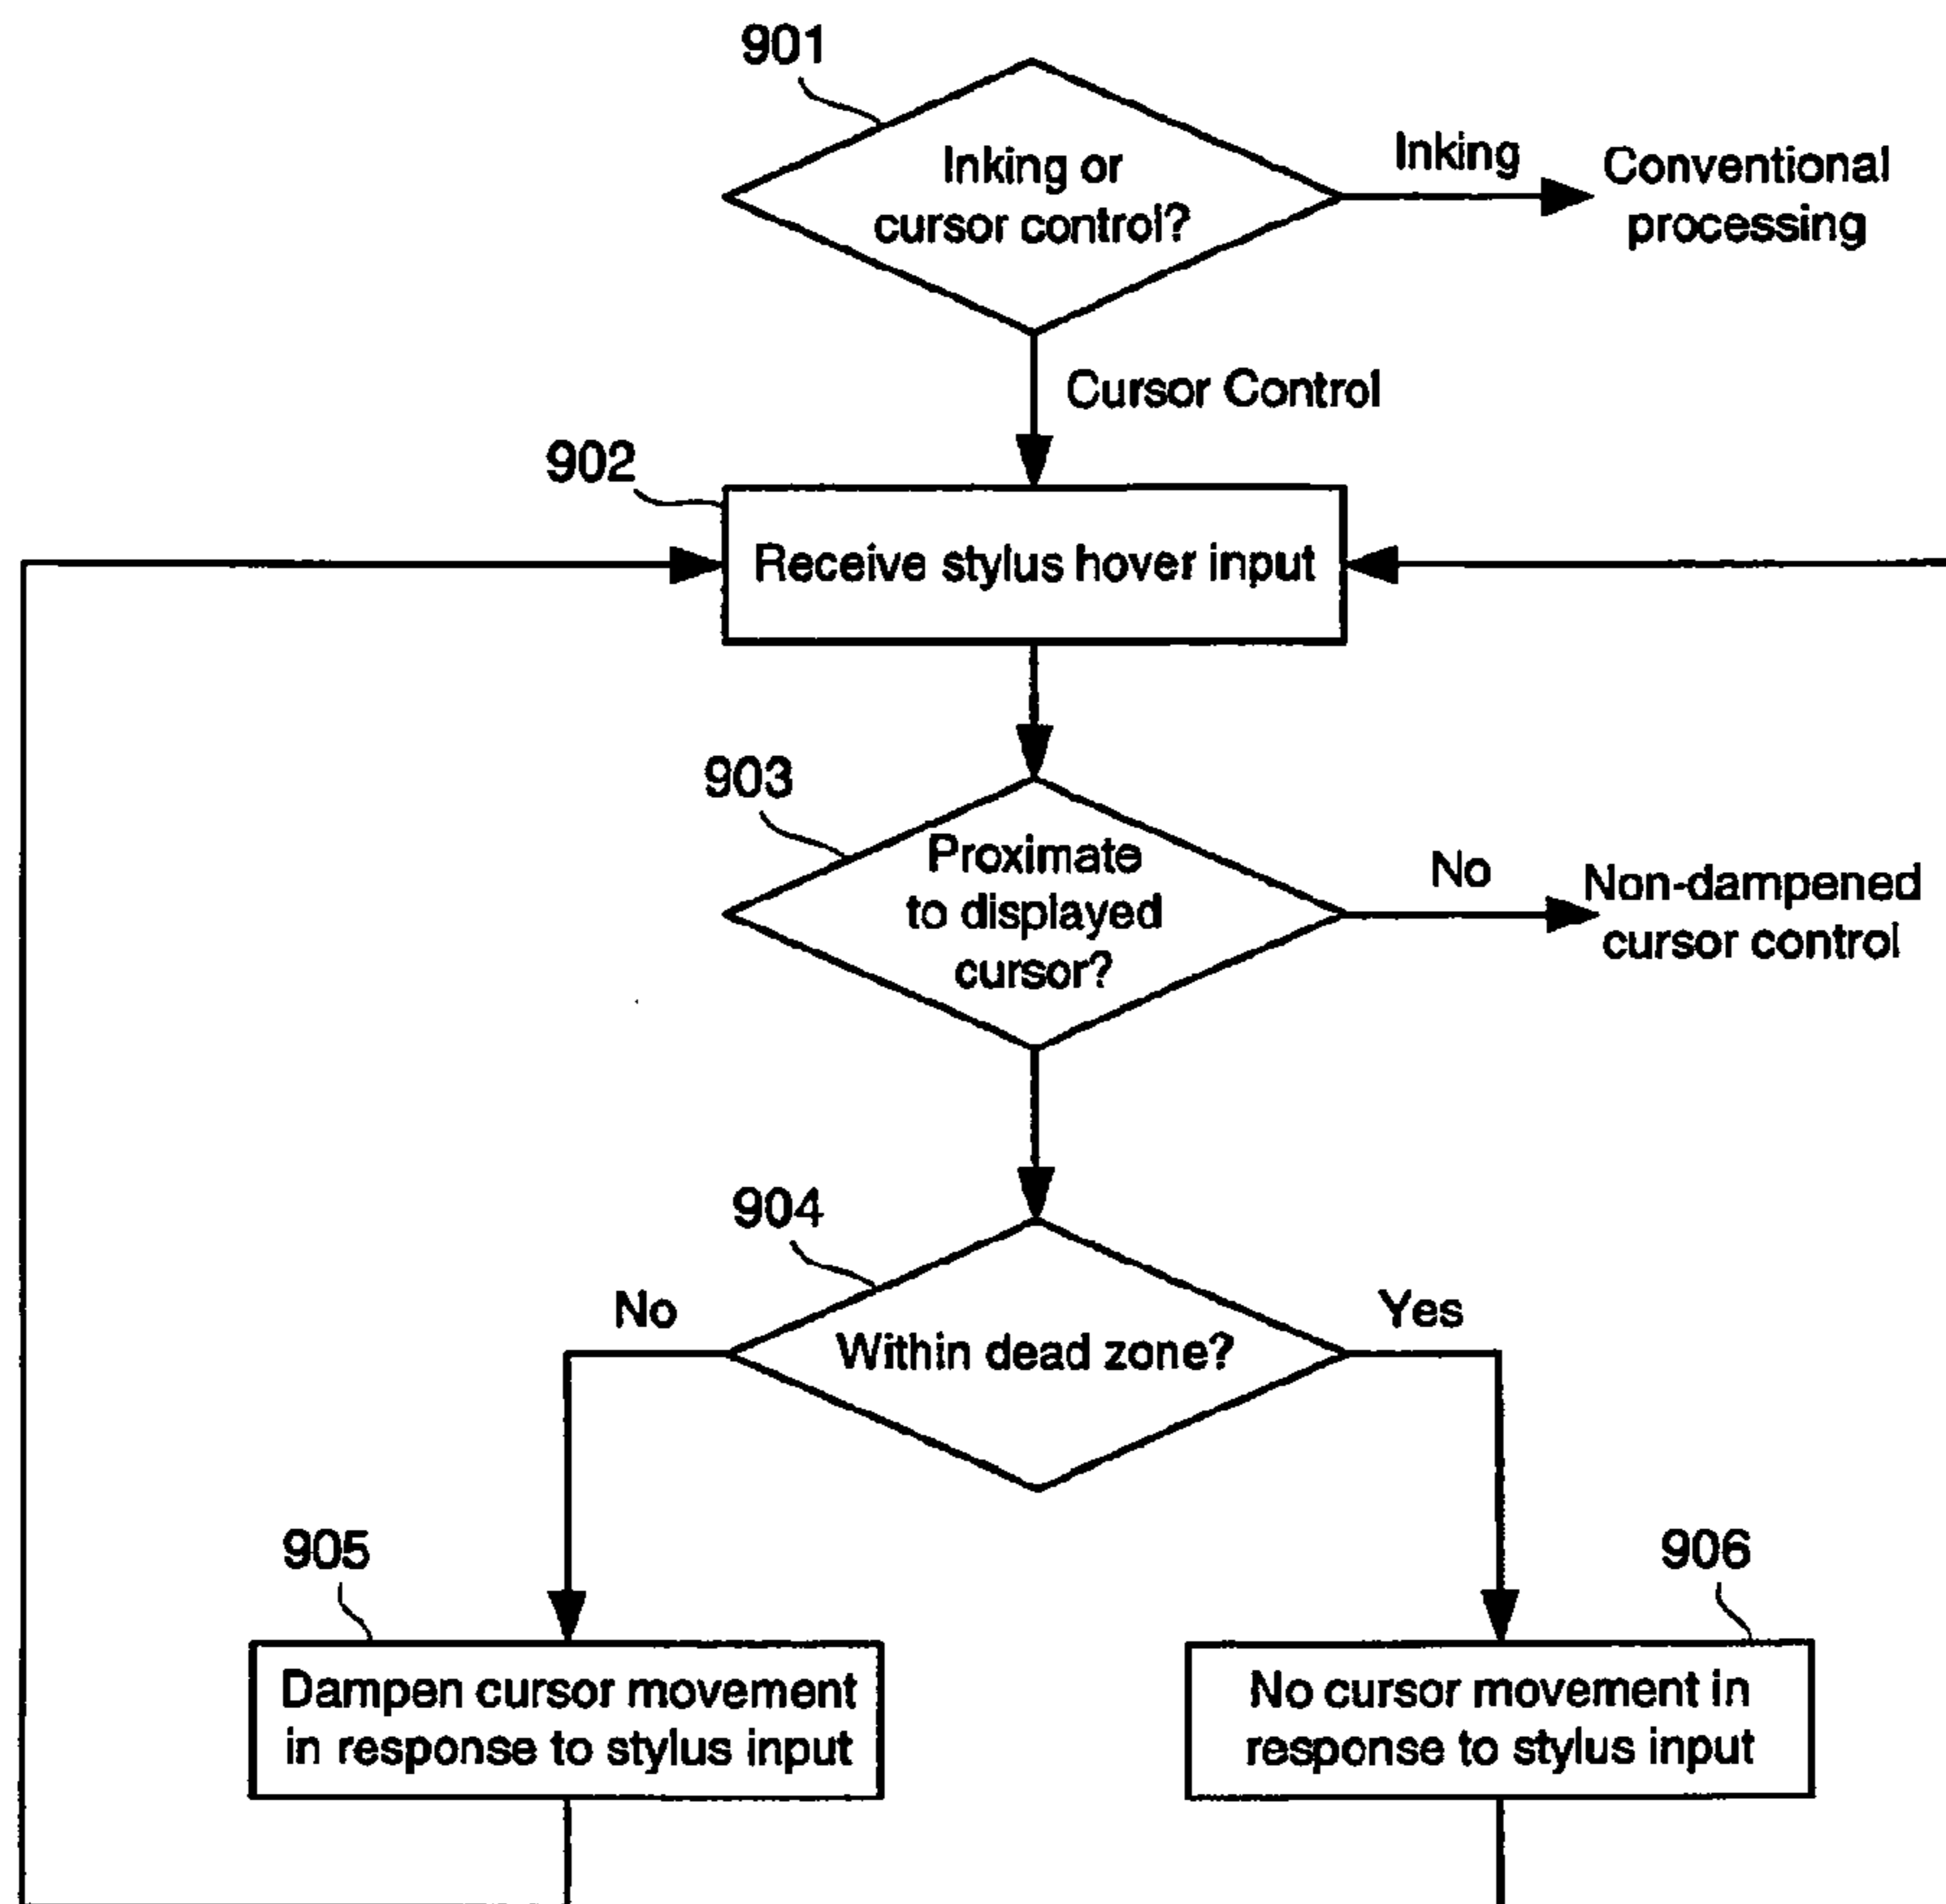 901
Inking or
cursor control?
Inking
Conventional
processing
Cursor Control
902
Receive stylus hover input
903
Proximate
to displayed
cursor?
No
Non-dampened
cursor control
904
No
Within dead zone?
Yes
905
Dampen cursor movement
in response to stylus input
906
No cursor movement in
response to stylus input